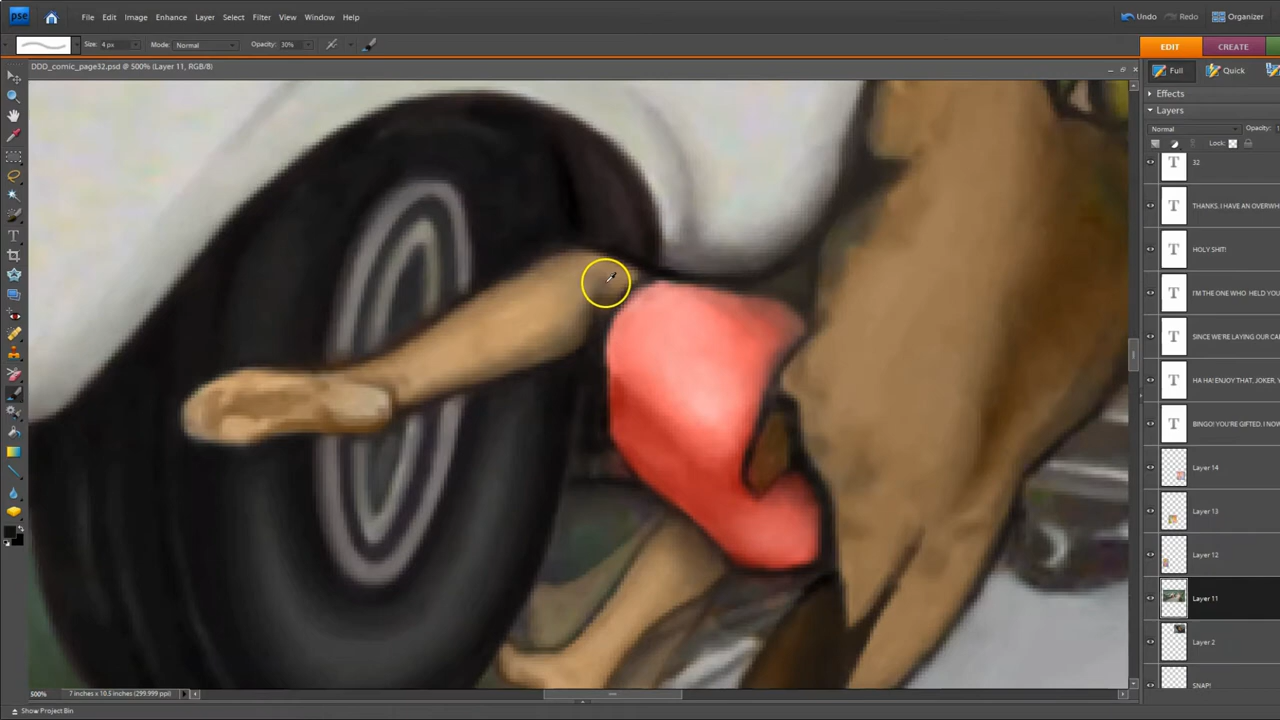 pse File Edit Image Enhance Layer Select Filter View Window Help Undo Redo Organizer
Size: 4 px Mode: Normal Opacity: 30% EDIT CREATE
DDD_comic_page32.psd @ 500% (Layer 11, RGB/8) Full Quick
Effects
Layers
Normal Opacity: 1
Lock:
T 32
T THANKS. I HAVE AN OVERWH
T HOLY SHIT!
T I'M THE ONE WHO HELD YOU
T SINCE WE'RE LAYING OUR CA
T HA HA! ENJOY THAT, JOKER, Y
T BINGO! YOU'RE GIFTED. I NOW
Layer 14
Layer 13
Layer 12
Layer 11
Layer 2
SNAP!
500% 7 inches x 10.5 inches (299.999 ppi)
Show Project Bin